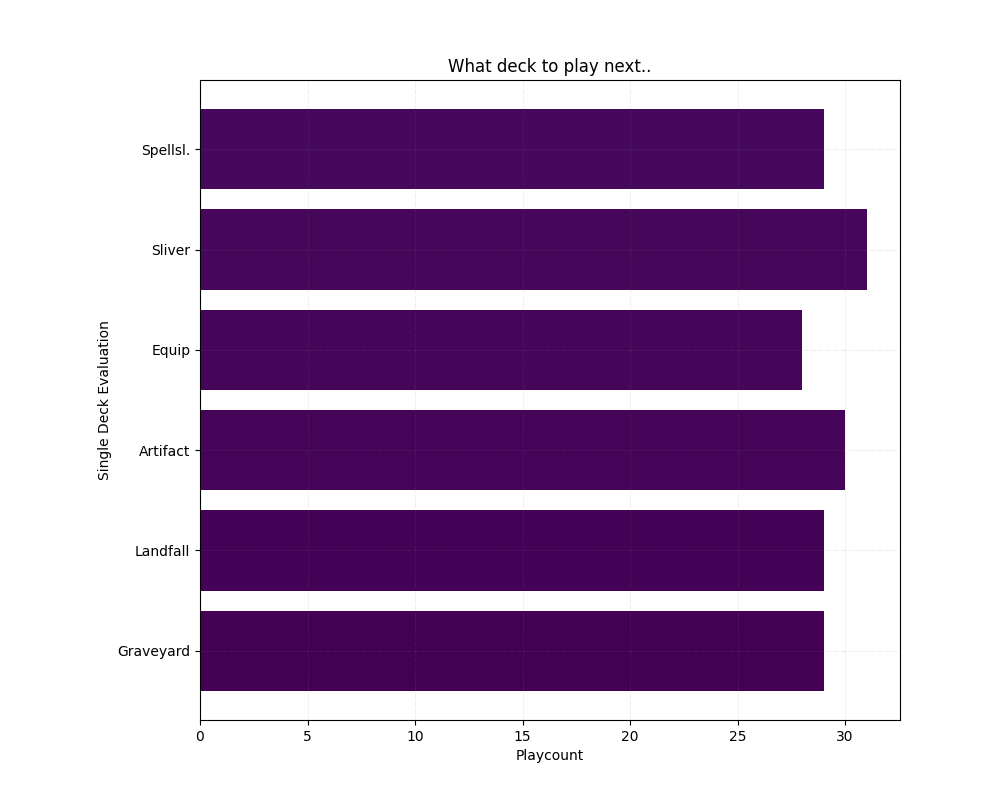 What deck to play next..
Single Deck Evaluation
Spellsl.
Sliver
Equip
Artifact
Landfall
Graveyard
0 5 10 15 20 25 30
Playcount